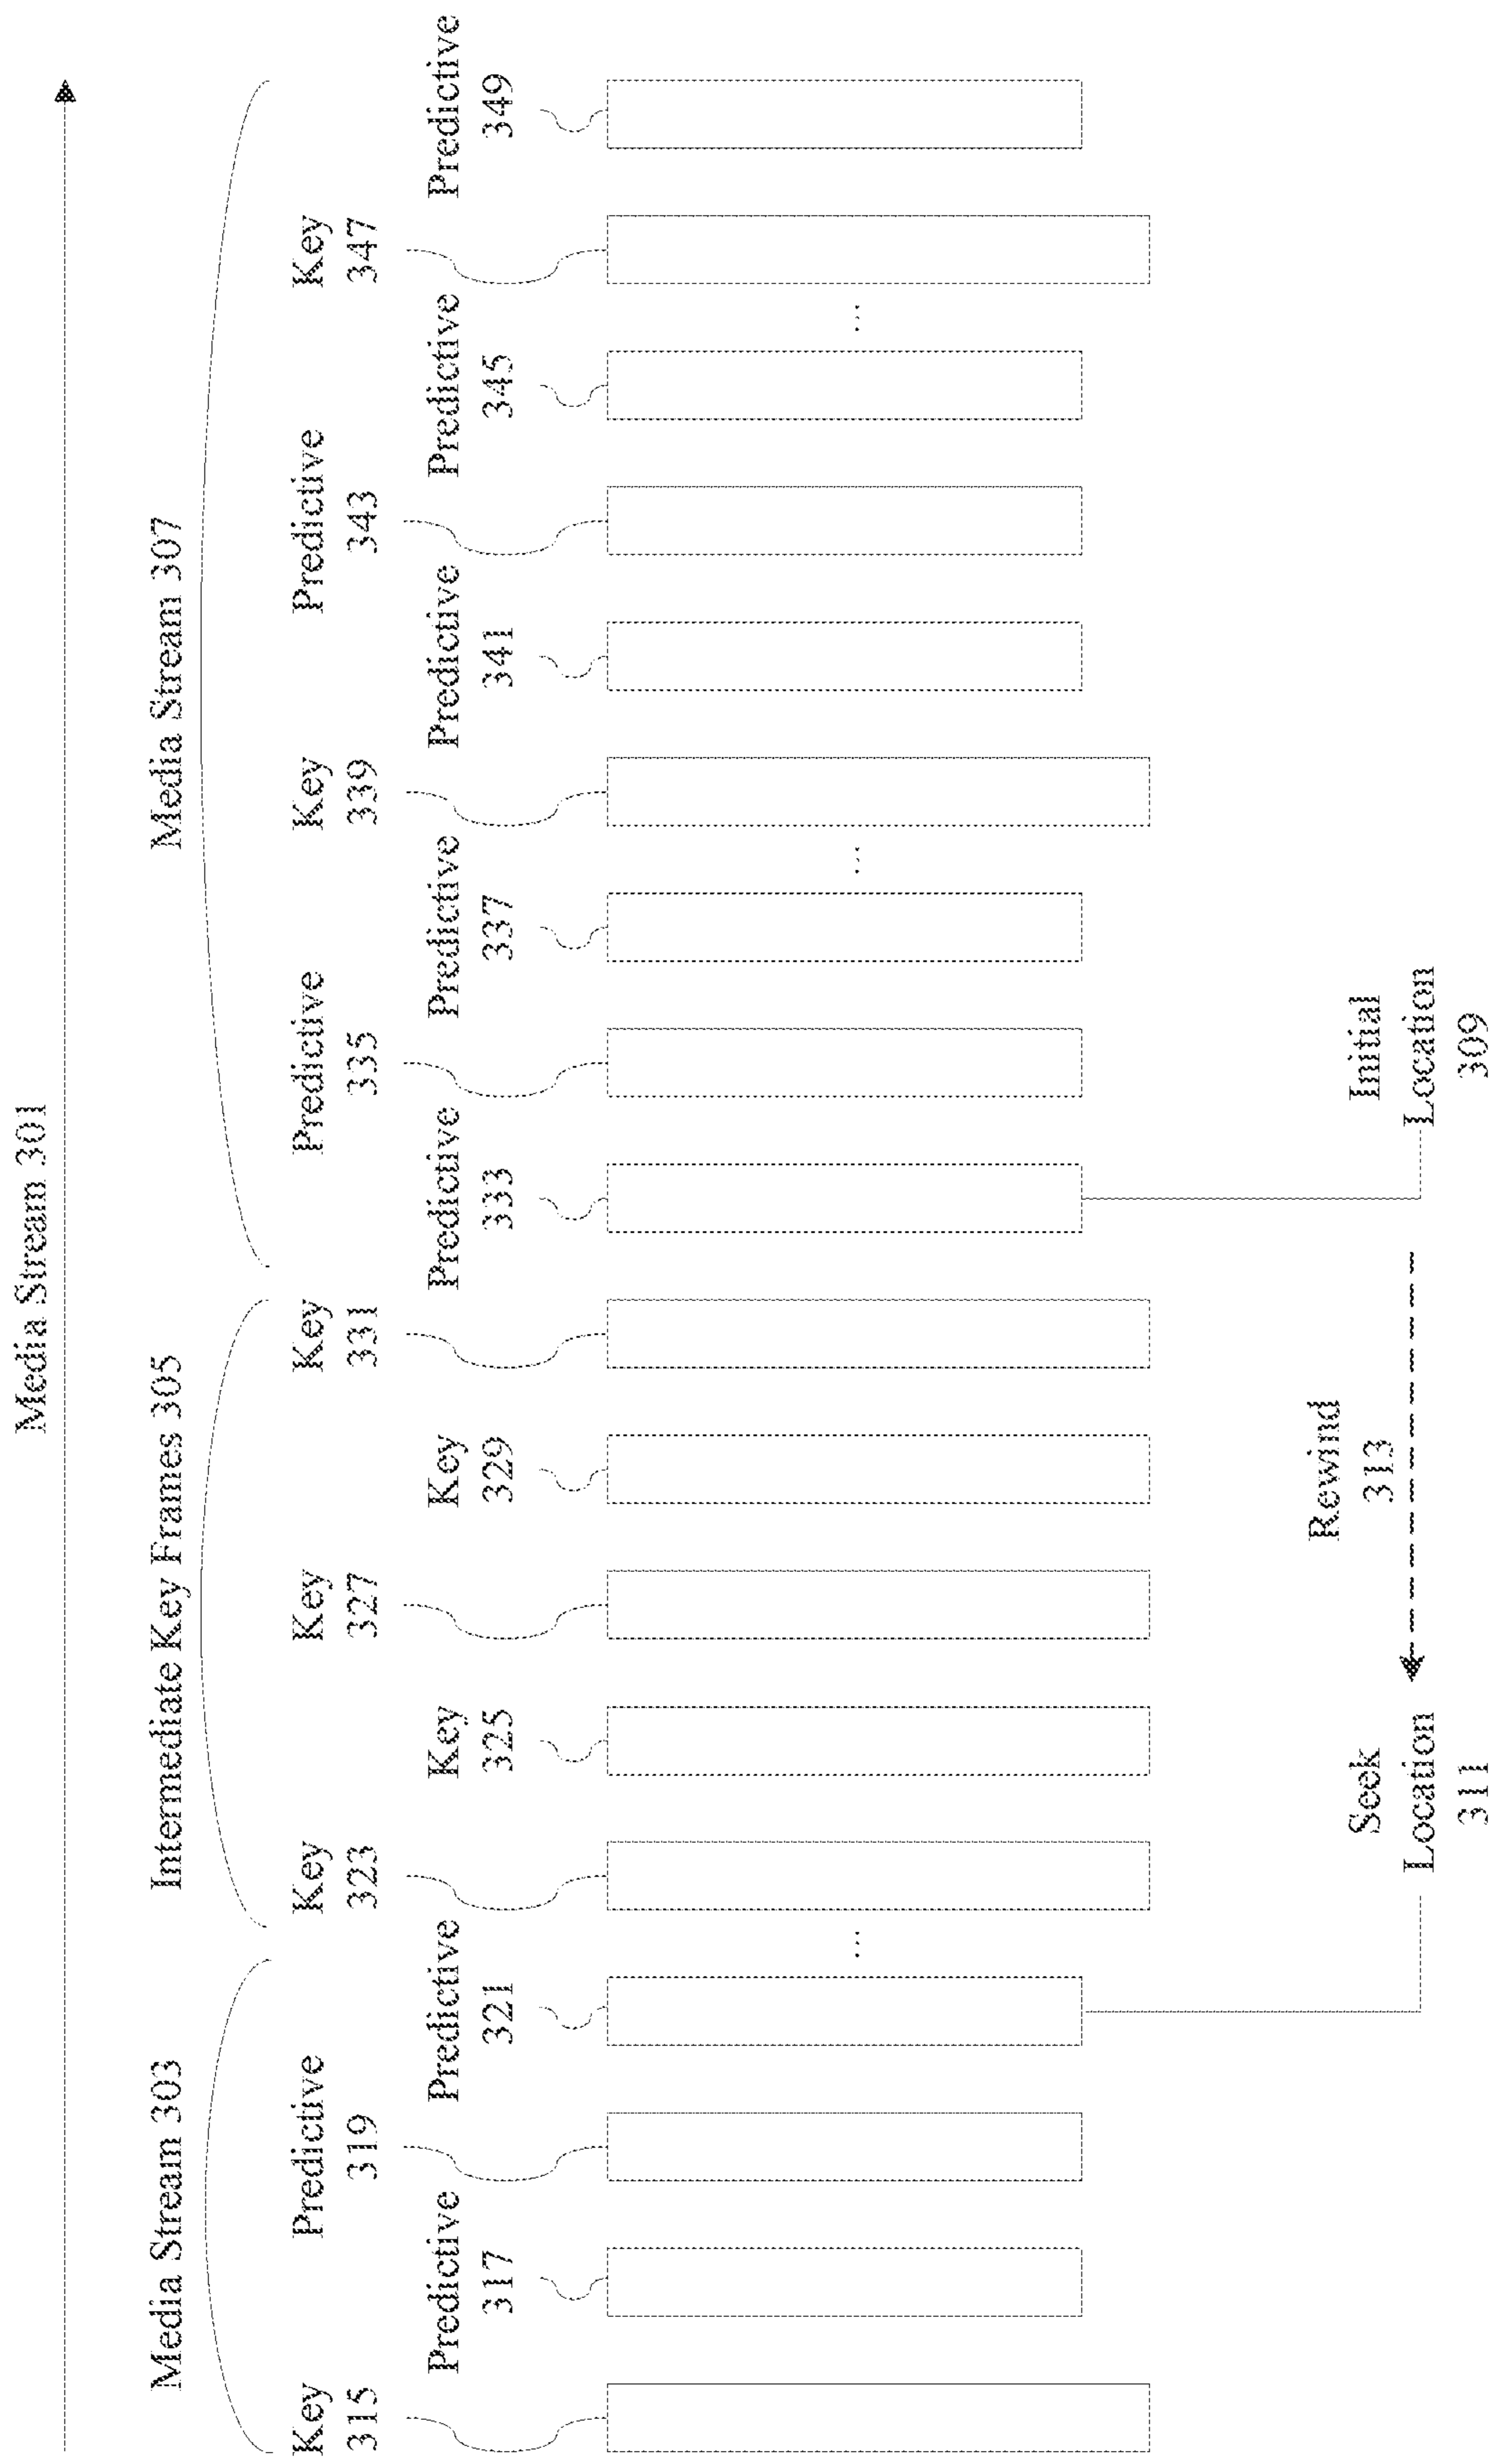 Media Stream 301
Media Stream 303
Intermediate Key Frames 305
Media Stream 307
Key
315
Predictive
317
Predictive
319
Predictive
321
Key
323
Key
325
Key
327
Key
329
Key
331
Predictive
333
Predictive
335
Predictive
337
Key
339
Predictive
341
Predictive
343
Predictive
345
Key
347
Predictive
349
...
...
...
Seek
Location
311
Rewind
313
Initial
Location
309